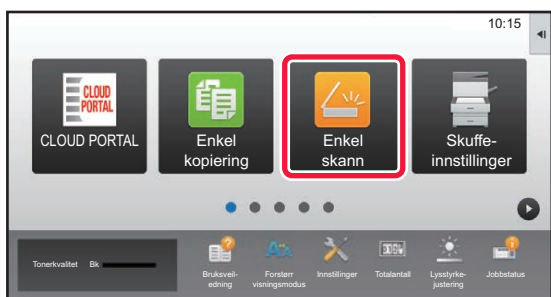 10:15
CLOUD
PORTAL
CLOUD PORTAL
Enkel
kopiering
Enkel
skann
Skuffe-
innstillinger
Tonerkvalitet Bk
Bruksveil-
edning
Forstørr
visningsmodus
Innstillinger
Totalantall
Lysstyrke-
justering
Jobbstatus